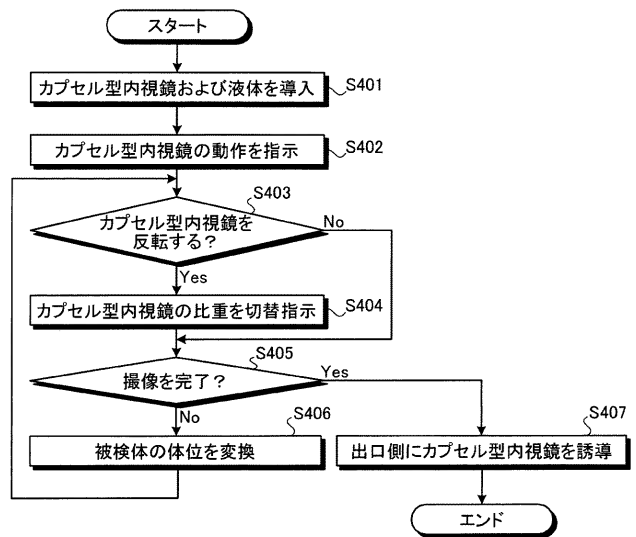 スタート
カプセル型内視鏡および液体を導入
S401
カプセル型内視鏡の動作を指示
S402
S403
カプセル型内視鏡を
反転する?
No
Yes
カプセル型内視鏡の比重を切替指示
S404
S405
撮像を完了?
Yes
No
S406
被検体の体位を変換
S407
出口側にカプセル型内視鏡を誘導
エンド